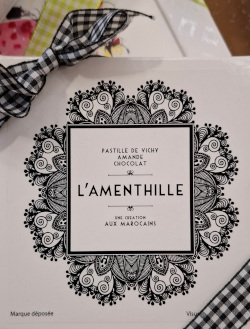 PASTILLE DE VICHY
AMANDE
CHOCOLAT
L'AMENTHILLE
UNE CRÉATION
AUX MAROCAINS
Marque déposée